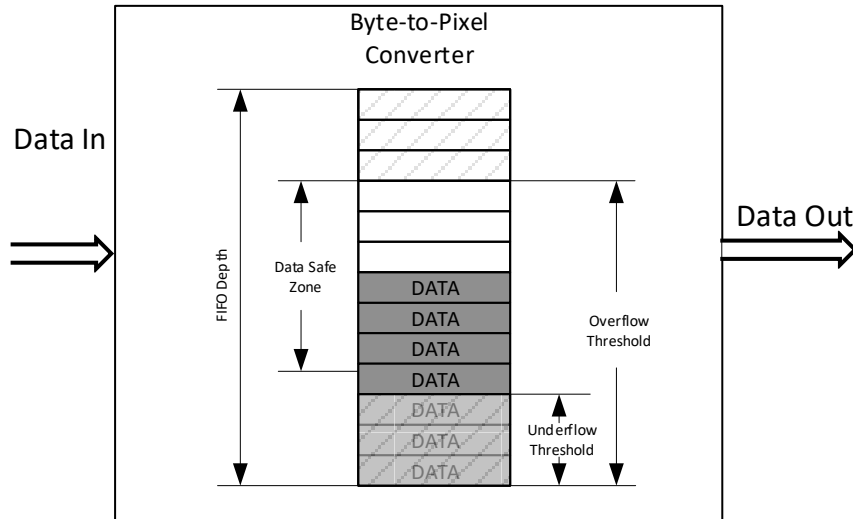 Byte-to-Pixel
Converter
Data In
Data Out
FIFO Depth
Data Safe
Zone
DATA
DATA
DATA
DATA
DATA
DATA
DATA
Overflow
Threshold
Underflow
Threshold